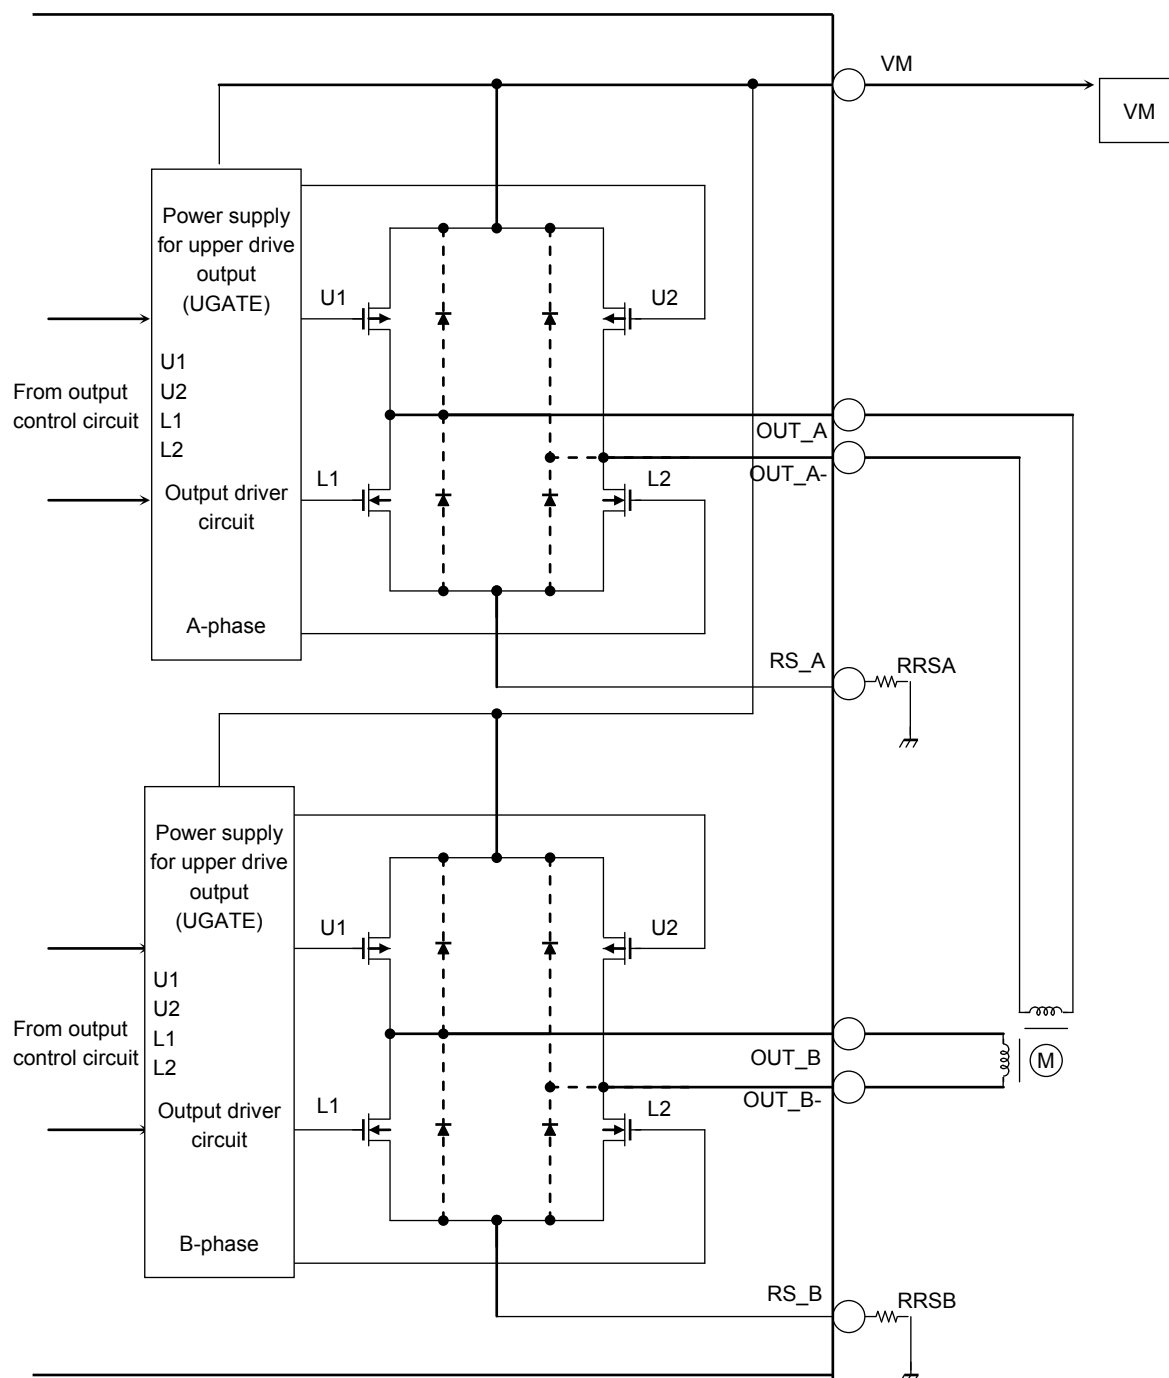 VM
VM
Power supply
for upper drive
output
(UGATE)
U1
U2
From output
control circuit
U1
U2
L1
L2
OUT_A
OUT_A-
L1
L2
Output driver
circuit
A-phase
RS_A
RRSA
Power supply
for upper drive
output
(UGATE)
U1
U2
From output
control circuit
U1
U2
L1
L2
OUT_B
M
OUT_B-
L1
L2
Output driver
circuit
B-phase
RS_B
RRSB